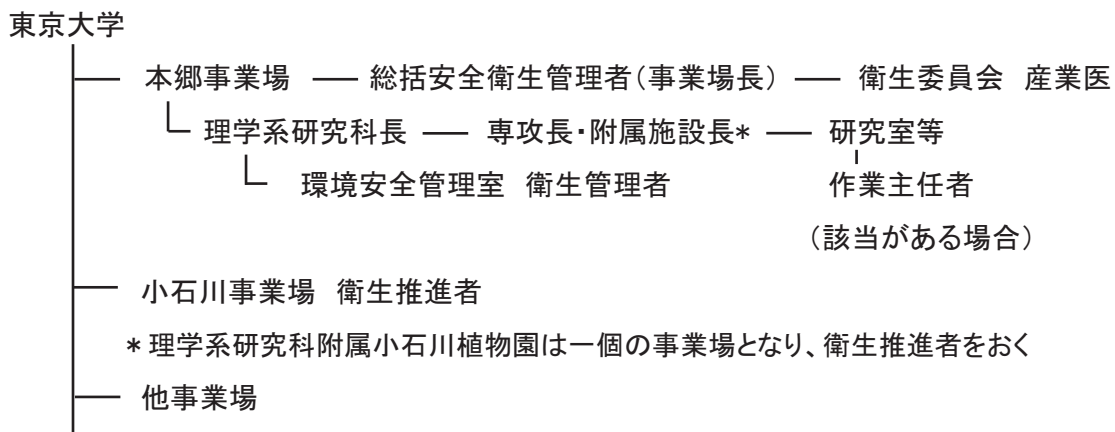 東京大学
本郷事業場 総括安全衛生管理者（事業場長） 衛生委員会 産業医
理学系研究科長 専攻長・附属施設長* 研究室等
環境安全管理室 衛生管理者 作業主任者
（該当がある場合）
小石川事業場 衛生推進者
*理学系研究科附属小石川植物園は一個の事業場となり、衛生推進者をおく
他事業場